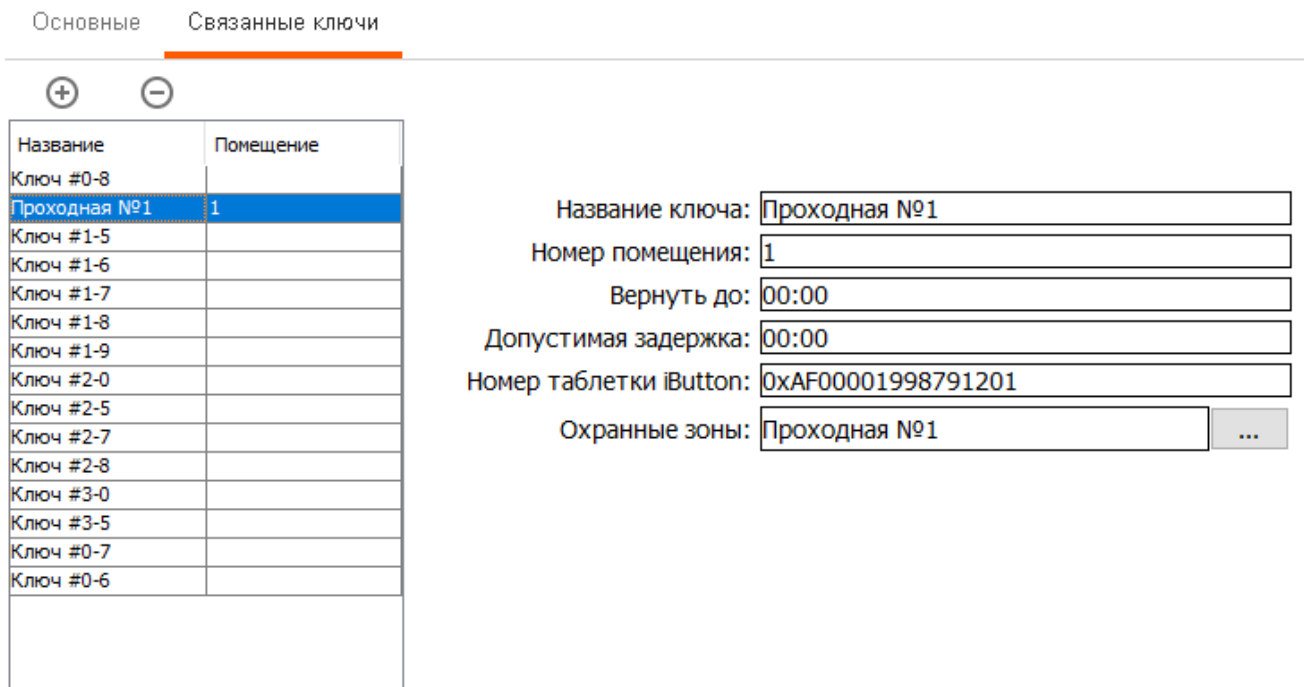 Основные Связанные ключи
Название Помещение
Ключ #0-8
Проходная №1 1
Ключ #1-5
Ключ #1-6
Ключ #1-7
Ключ #1-8
Ключ #1-9
Ключ #2-0
Ключ #2-5
Ключ #2-7
Ключ #2-8
Ключ #3-0
Ключ #3-5
Ключ #0-7
Ключ #0-6
Название ключа: Проходная №1
Номер помещения: 1
Вернуть до: 00:00
Допустимая задержка: 00:00
Номер таблетки iButton: 0xAF00001998791201
Охранные зоны: Проходная №1 ...